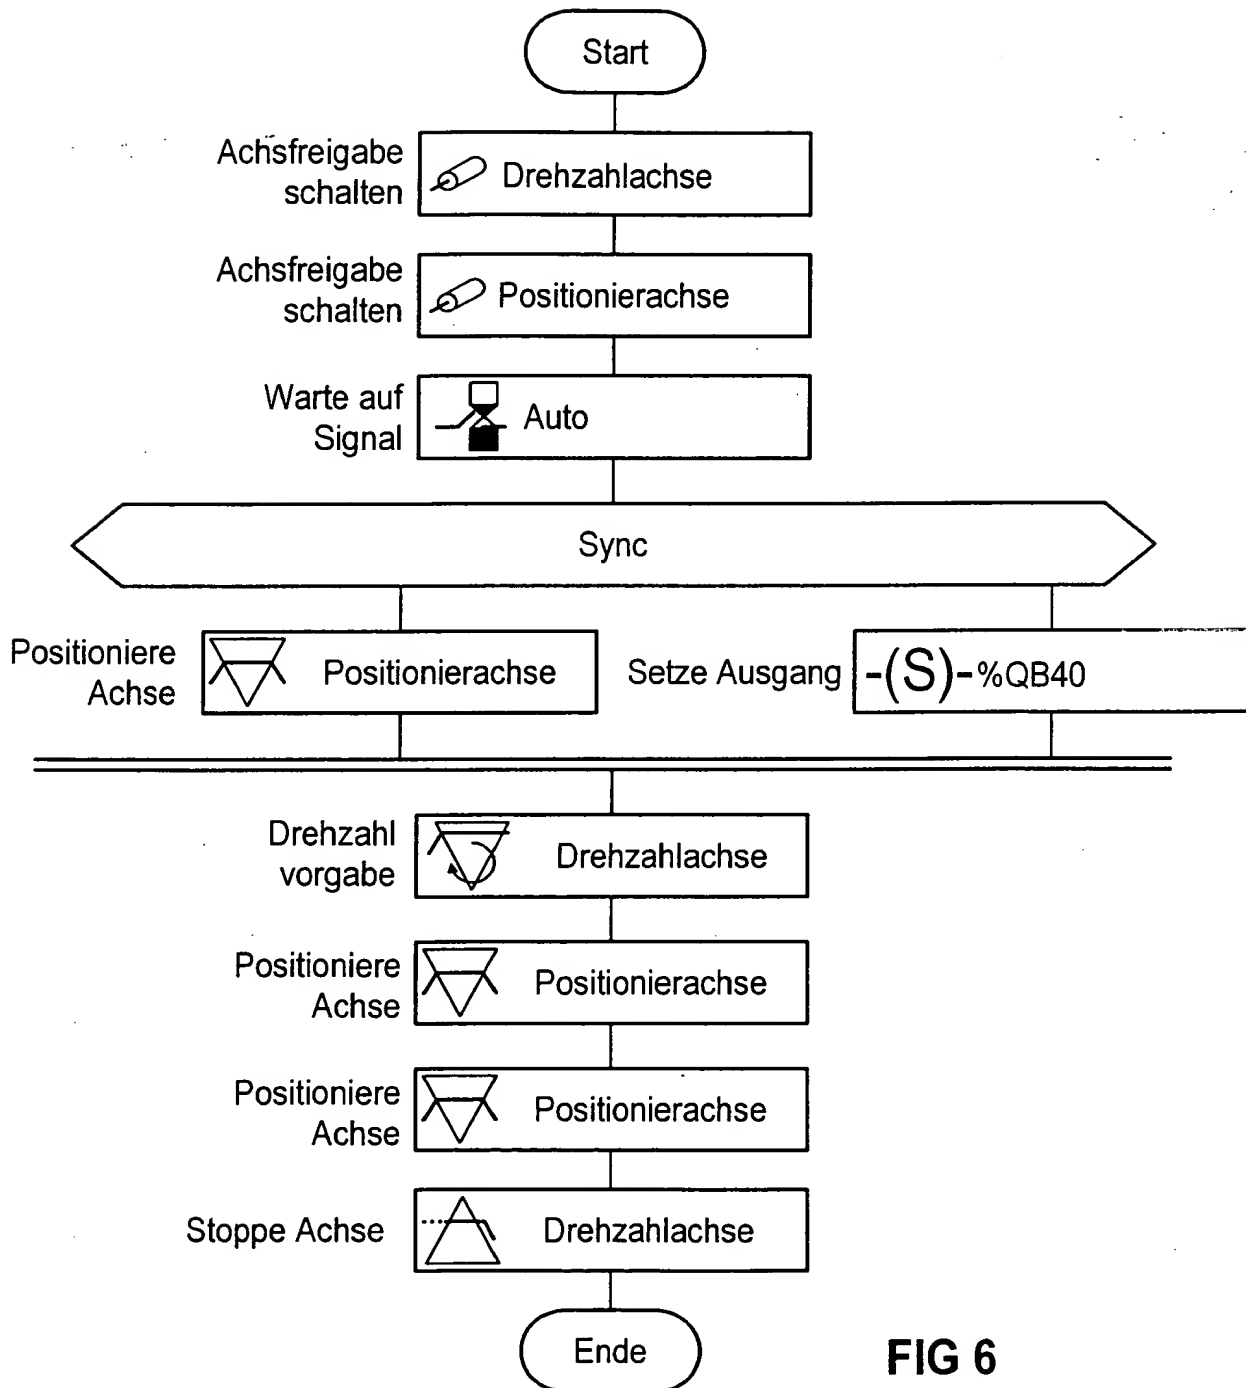 Start
Achsfreigabe
schalten
Drehzahlachse
Achsfreigabe
schalten
Positionierachse
Warte auf
Signal
Auto
Sync
Positioniere
Achse
Positionierachse
Setze Ausgang
-(S)-%QB40
Drehzahl
vorgabe
Drehzahlachse
Positioniere
Achse
Positionierachse
Positioniere
Achse
Positionierachse
Stoppe Achse
Drehzahlachse
Ende
FIG 6